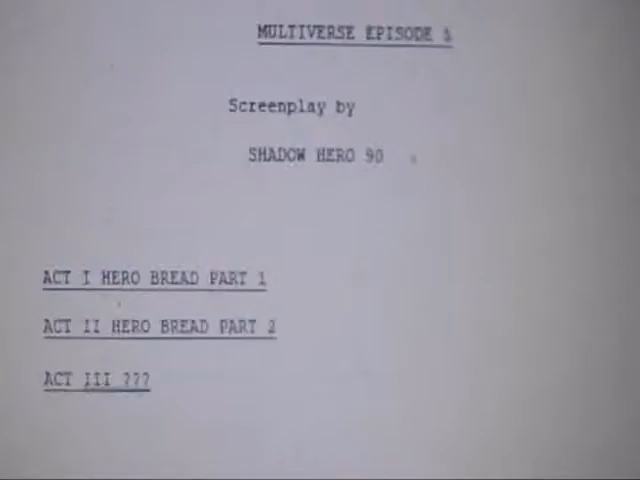 MULTIVERSE EPISODE
Screenplay by
SHADOW HERO 90
ACT I HERO BREAD PART 1
ACT II HERO BREAD PART 2
ACT III ???